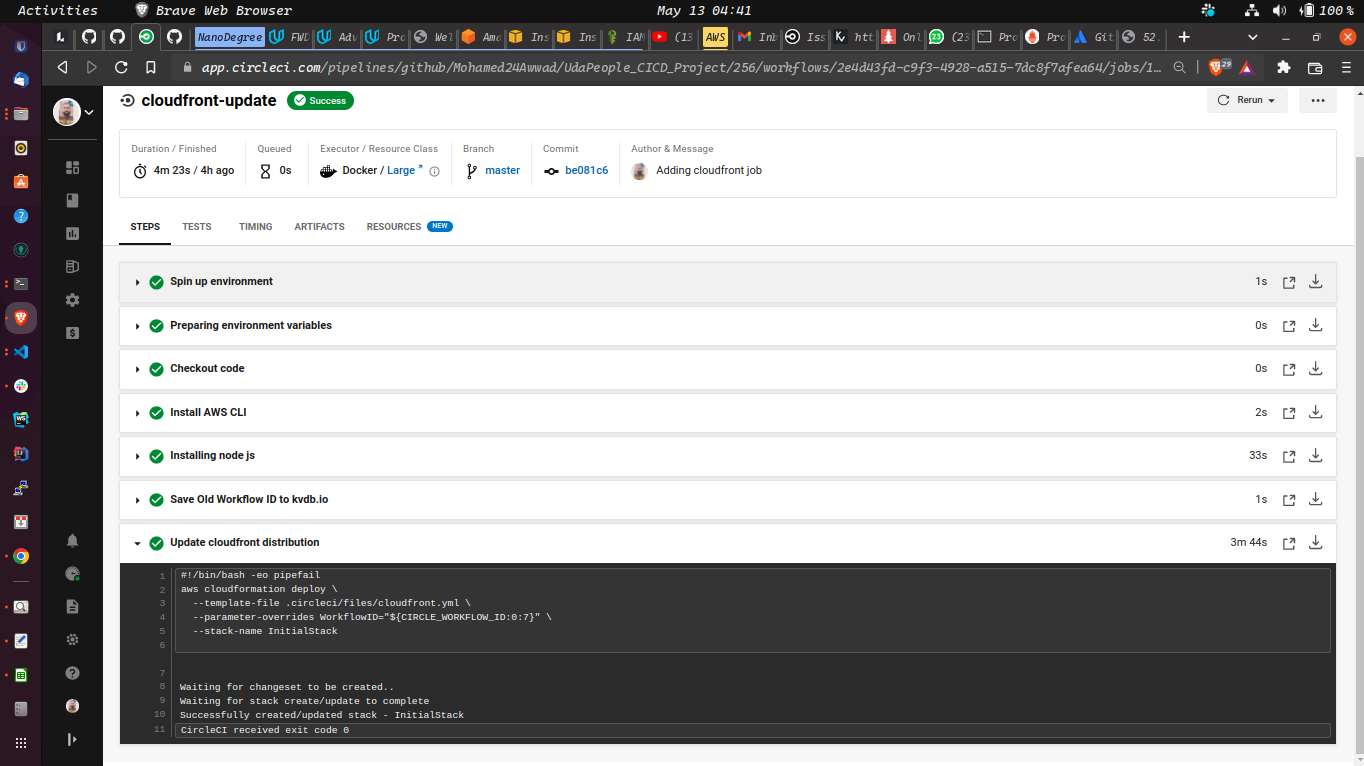 Activities Brave Web Browser May 13 04:41 100 %
NanoDegree FWD Adv Pro Wel Ama Ins Ins IAM (13 AWS Inb Iss htt Onl 23 (23 Pro Pro Git 52.
app.circleci.com/pipelines/github/Mohamed24Awwad/UdaPeople_CICD_Project/256/workflows/2e4d43fd-c9f3-4928-a515-7dc8f7afea64/jobs/1… 29
cloudfront-update Success Rerun
Duration / Finished Queued Executor / Resource Class Branch Commit Author & Message
4m 23s / 4h ago 0s Docker / Large master be081c6 Adding cloudfront job
STEPS TESTS TIMING ARTIFACTS RESOURCES NEW
Spin up environment 1s
Preparing environment variables 0s
Checkout code 0s
Install AWS CLI 2s
Installing node js 33s
Save Old Workflow ID to kvdb.io 1s
Update cloudfront distribution 3m 44s
1 #!/bin/bash -eo pipefail
2 aws cloudformation deploy \
3 --template-file .circleci/files/cloudfront.yml \
4 --parameter-overrides WorkflowID="${CIRCLE_WORKFLOW_ID:0:7}" \
5 --stack-name InitialStack
6
7
8 Waiting for changeset to be created..
9 Waiting for stack create/update to complete
10 Successfully created/updated stack - InitialStack
11 CircleCI received exit code 0